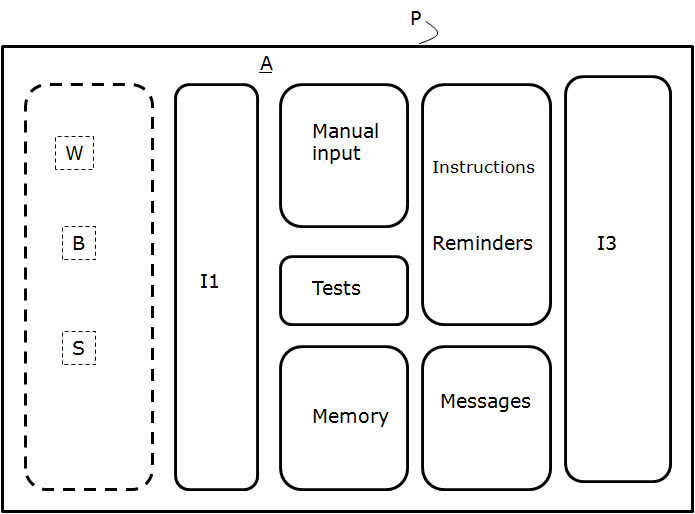 P
A
W
B
S
I1
Manual
input
Tests
Memory
Instructions
Reminders
Messages
I3